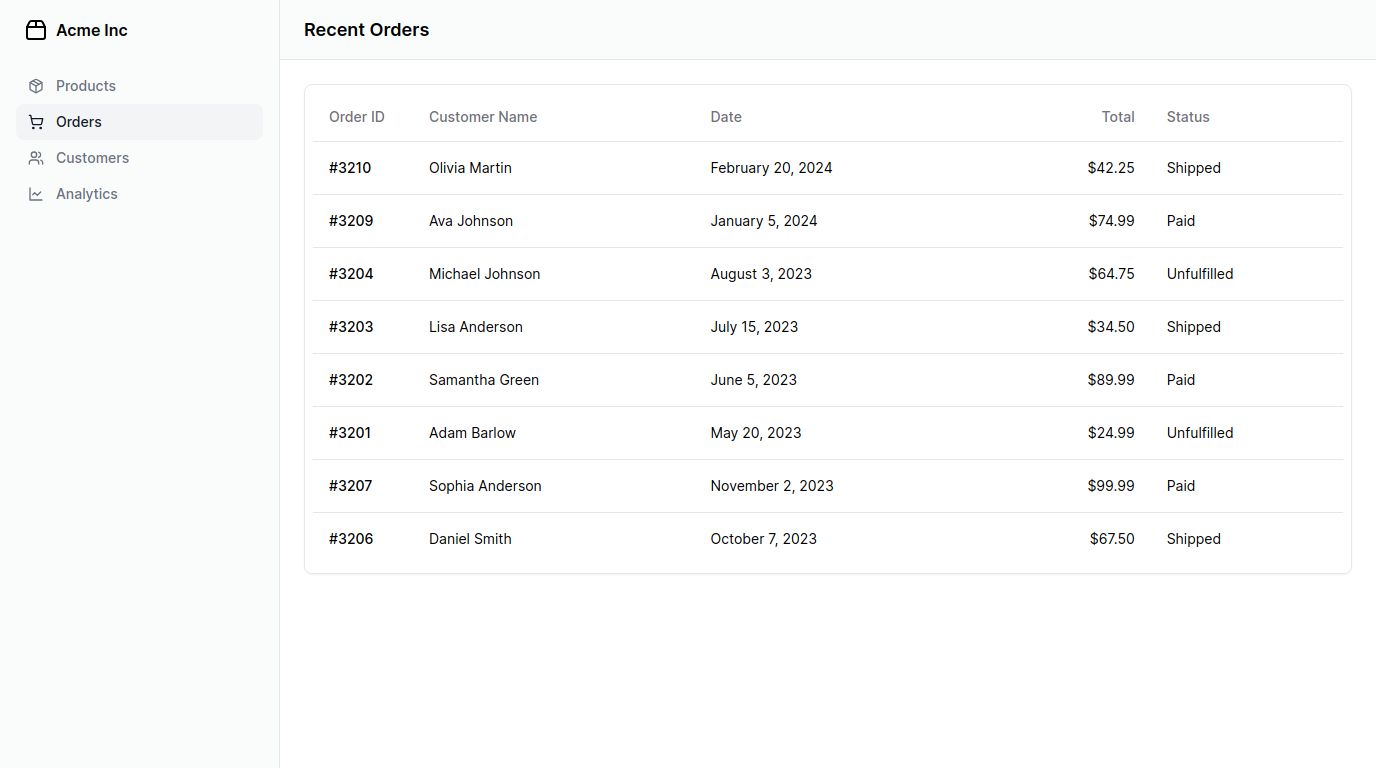 Acme Inc
Products
Orders
Customers
Analytics
Recent Orders
Order ID Customer Name Date Total Status
#3210 Olivia Martin February 20, 2024 $42.25 Shipped
#3209 Ava Johnson January 5, 2024 $74.99 Paid
#3204 Michael Johnson August 3, 2023 $64.75 Unfulfilled
#3203 Lisa Anderson July 15, 2023 $34.50 Shipped
#3202 Samantha Green June 5, 2023 $89.99 Paid
#3201 Adam Barlow May 20, 2023 $24.99 Unfulfilled
#3207 Sophia Anderson November 2, 2023 $99.99 Paid
#3206 Daniel Smith October 7, 2023 $67.50 Shipped